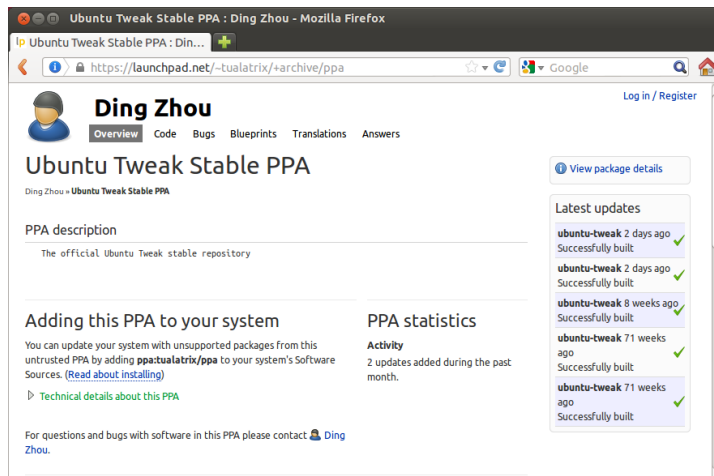 Ubuntu Tweak Stable PPA : Ding Zhou - Mozilla Firefox
lp Ubuntu Tweak Stable PPA : Din...
https://launchpad.net/~tualatrix/+archive/ppa
Google
Log in / Register
Ding Zhou
Overview Code Bugs Blueprints Translations Answers
Ubuntu Tweak Stable PPA
Ding Zhou » Ubuntu Tweak Stable PPA
PPA description
The official Ubuntu Tweak stable repository
Adding this PPA to your system
You can update your system with unsupported packages from this
untrusted PPA by adding ppa:tualatrix/ppa to your system's Software
Sources. (Read about installing)
Technical details about this PPA
For questions and bugs with software in this PPA please contact Ding
Zhou.
PPA statistics
Activity
2 updates added during the past
month.
View package details
Latest updates
ubuntu-tweak 2 days ago
Successfully built
ubuntu-tweak 2 days ago
Successfully built
ubuntu-tweak 8 weeks ago
Successfully built
ubuntu-tweak 71 weeks
ago
Successfully built
ubuntu-tweak 71 weeks
ago
Successfully built